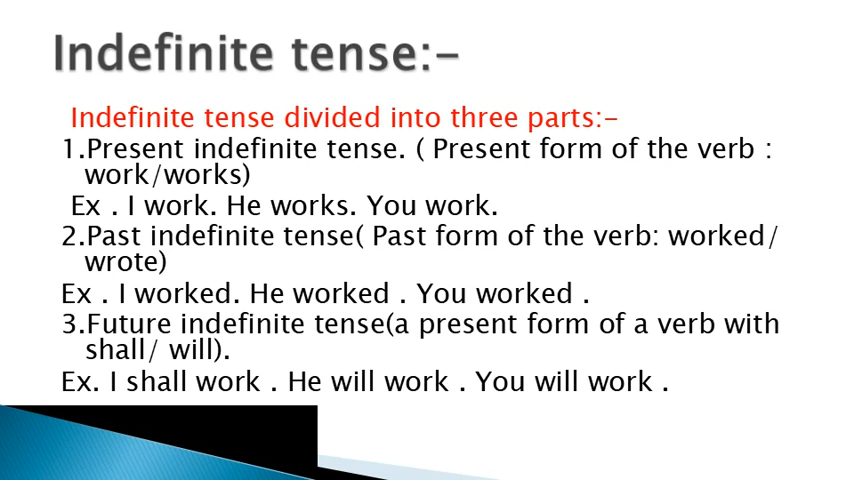 Indefinite tense:-
Indefinite tense divided into three parts:-
1.Present indefinite tense. ( Present form of the verb :
work/works)
Ex . I work. He works. You work.
2.Past indefinite tense( Past form of the verb: worked/
wrote)
Ex . I worked. He worked . You worked .
3.Future indefinite tense(a present form of a verb with
shall/ will).
Ex. I shall work . He will work . You will work .